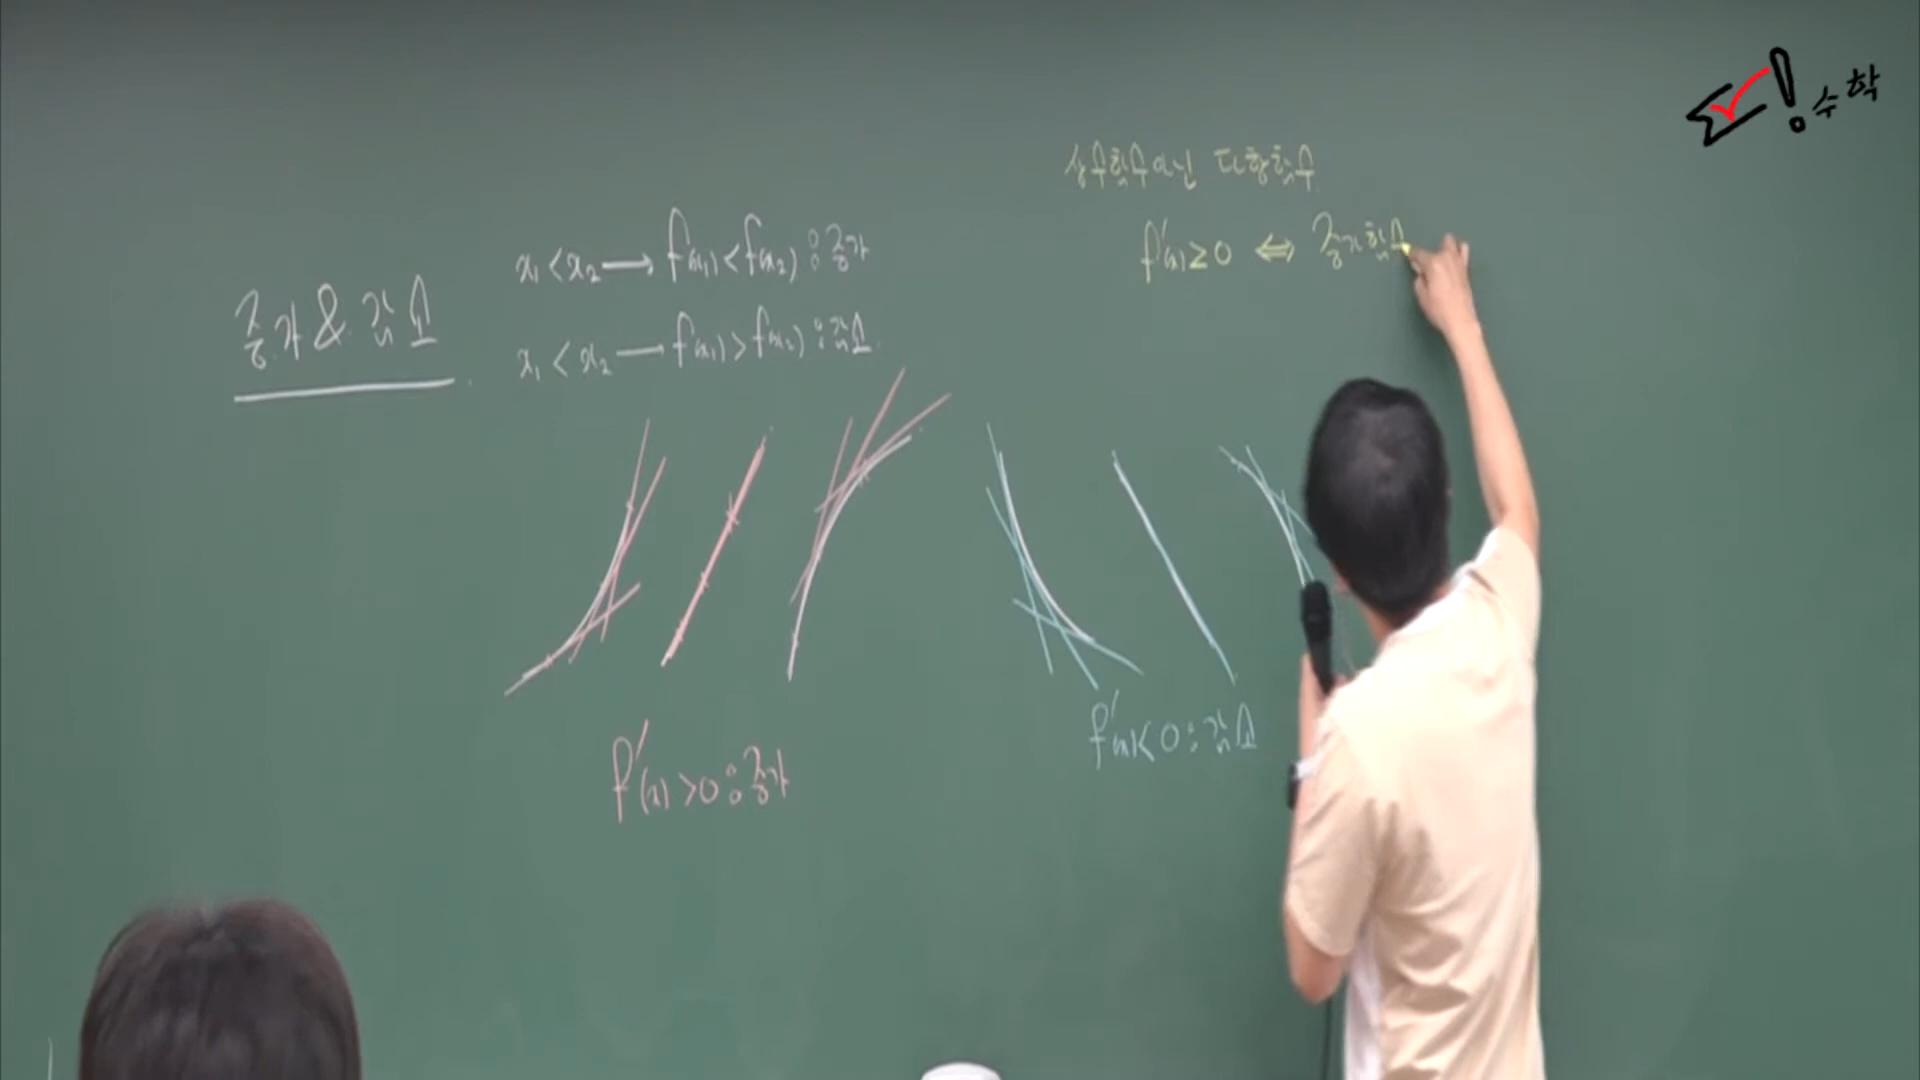 증가 & 감소
x₁ < x₂ → f(x₁) < f(x₂) : 증가
x₁ < x₂ → f(x₁) > f(x₂) : 감소
f'(x) > 0 : 증가
f'(x) < 0 : 감소
상수함수아닌 다항함수
f'(x) ≥ 0 ⇔ 증가함수
수학